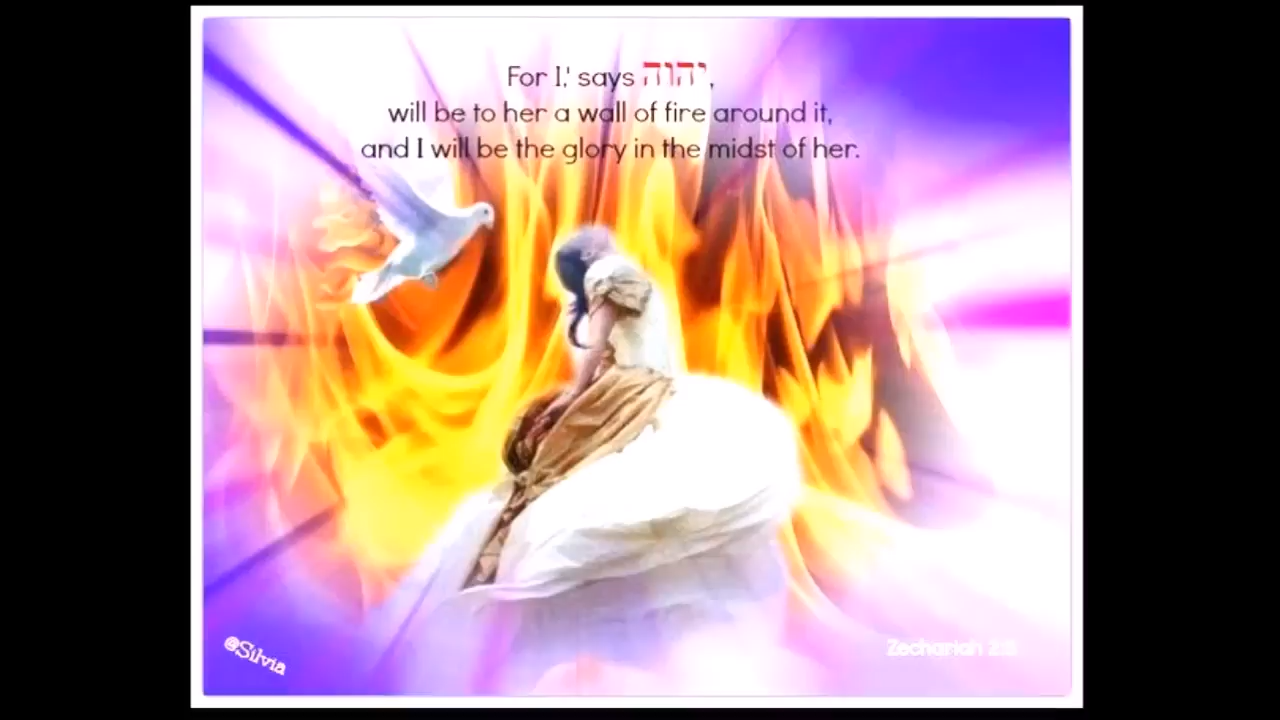 For I,' says יהוה,
will be to her a wall of fire around it,
and I will be the glory in the midst of her.
@Silvia
Zechariah